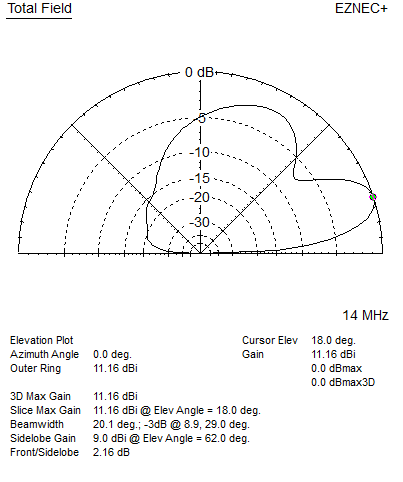 Total Field EZNEC+
0 dB
-5
-10
-15
-20
-30
14 MHz
Elevation Plot Cursor Elev 18.0 deg.
Azimuth Angle 0.0 deg. Gain 11.16 dBi
Outer Ring 11.16 dBi 0.0 dBmax
0.0 dBmax3D
3D Max Gain 11.16 dBi
Slice Max Gain 11.16 dBi @ Elev Angle = 18.0 deg.
Beamwidth 20.1 deg.; -3dB @ 8.9, 29.0 deg.
Sidelobe Gain 9.0 dBi @ Elev Angle = 62.0 deg.
Front/Sidelobe 2.16 dB